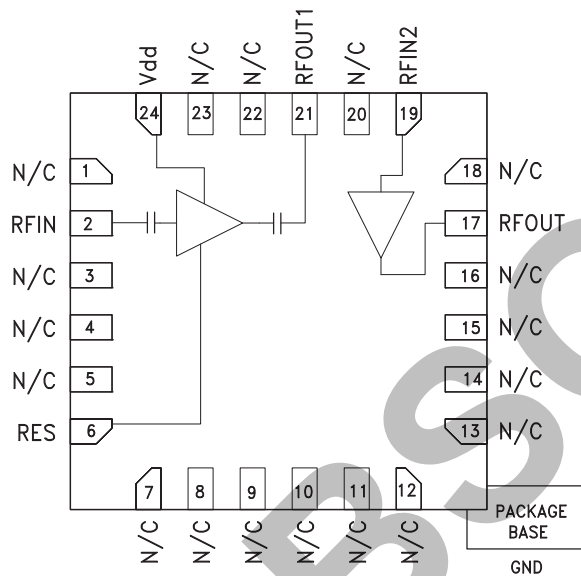 Vdd
N/C
N/C
RFOUT1
N/C
RFIN2
24
23
22
21
20
19
N/C 1
18 N/C
RFIN 2
17 RFOUT
N/C 3
16 N/C
N/C 4
15 N/C
N/C 5
14 N/C
RES 6
13 N/C
7
8
9
10
11
12
N/C
N/C
N/C
N/C
N/C
N/C
PACKAGE
BASE
GND
BSO